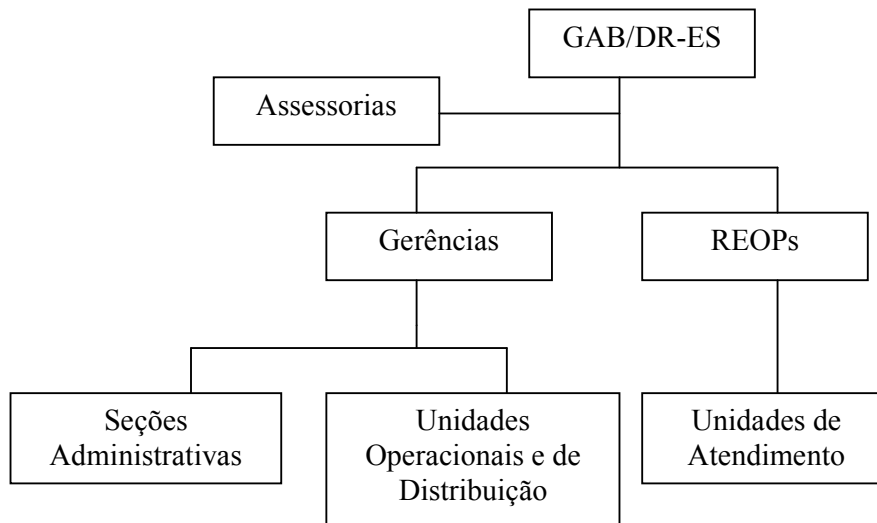 GAB/DR-ES
Assessorias
Gerências
REOPs
Seções
Administrativas
Unidades
Operacionais e de
Distribuição
Unidades de
Atendimento